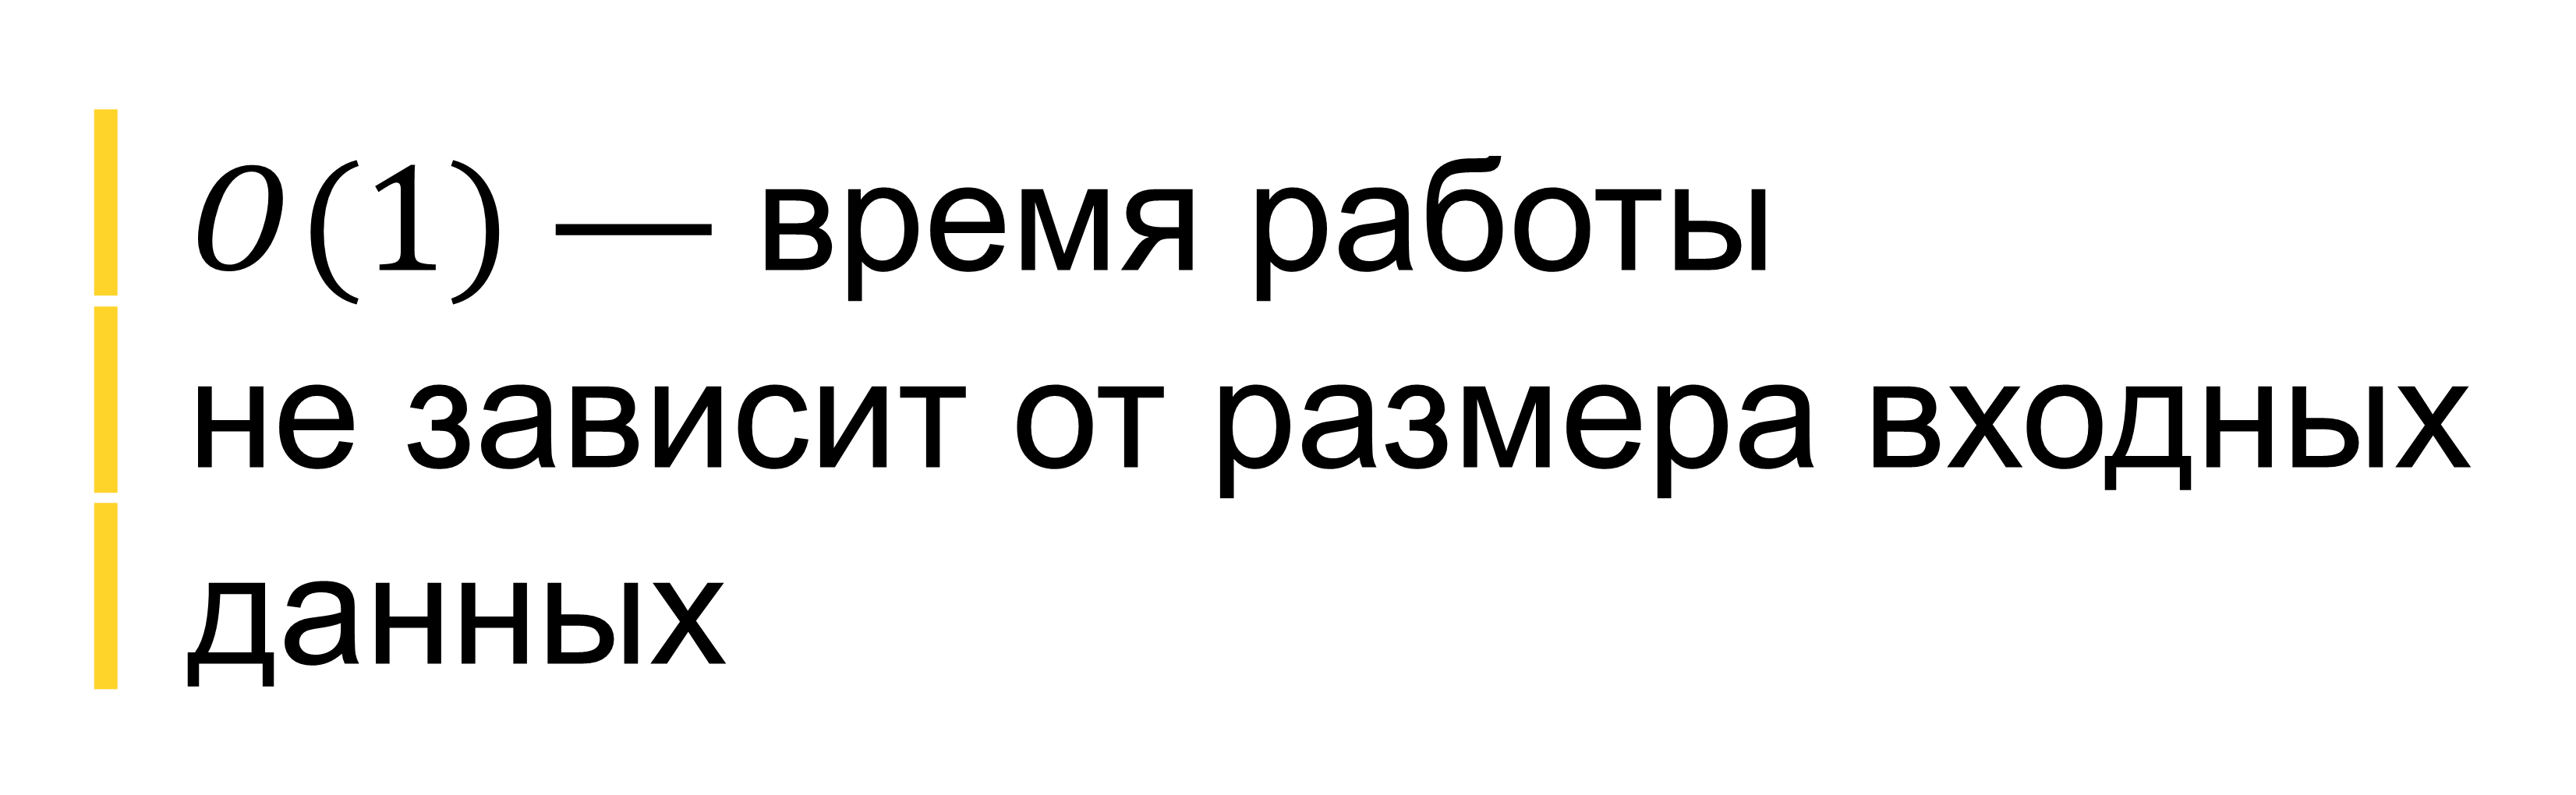 O(1) — время работы
не зависит от размера входных
данных